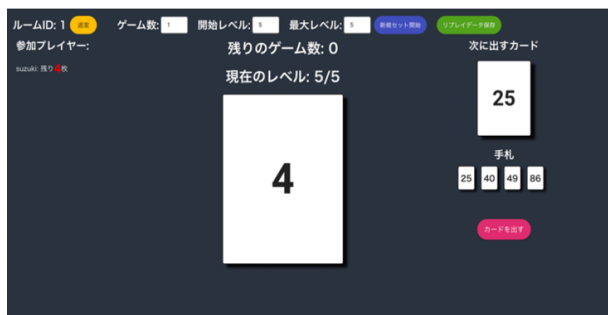 ルームID: 1 退室 ゲーム数: 1 開始レベル: 5 最大レベル: 5 新規セット開始 リプレイデータ保存
参加プレイヤー:
suzuki: 残り4枚
残りのゲーム数: 0
現在のレベル: 5/5
4
次に出すカード
25
手札
25 40 49 86
カードを出す